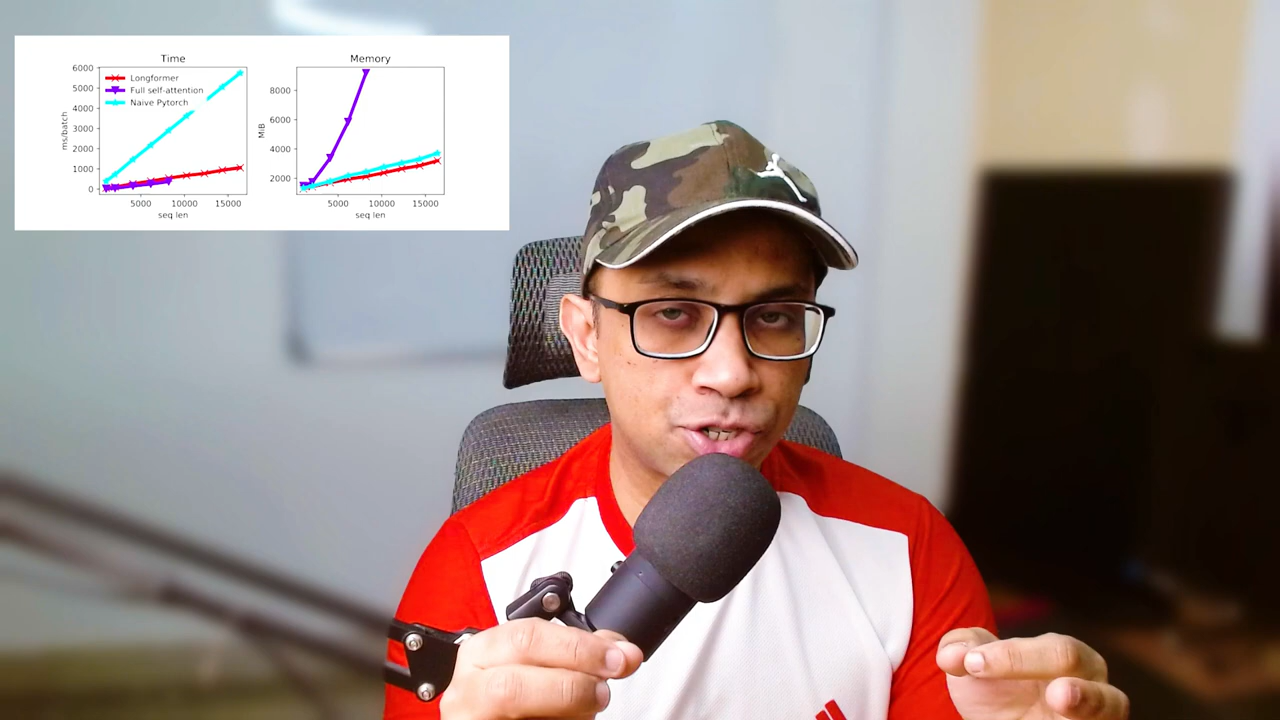 Time
6000
5000
4000
3000
2000
1000
0
ms/batch
Longformer
Full self-attention
Naive Pytorch
5000 10000 15000
seq len
Memory
8000
6000
4000
2000
MiB
5000 10000 15000
seq len